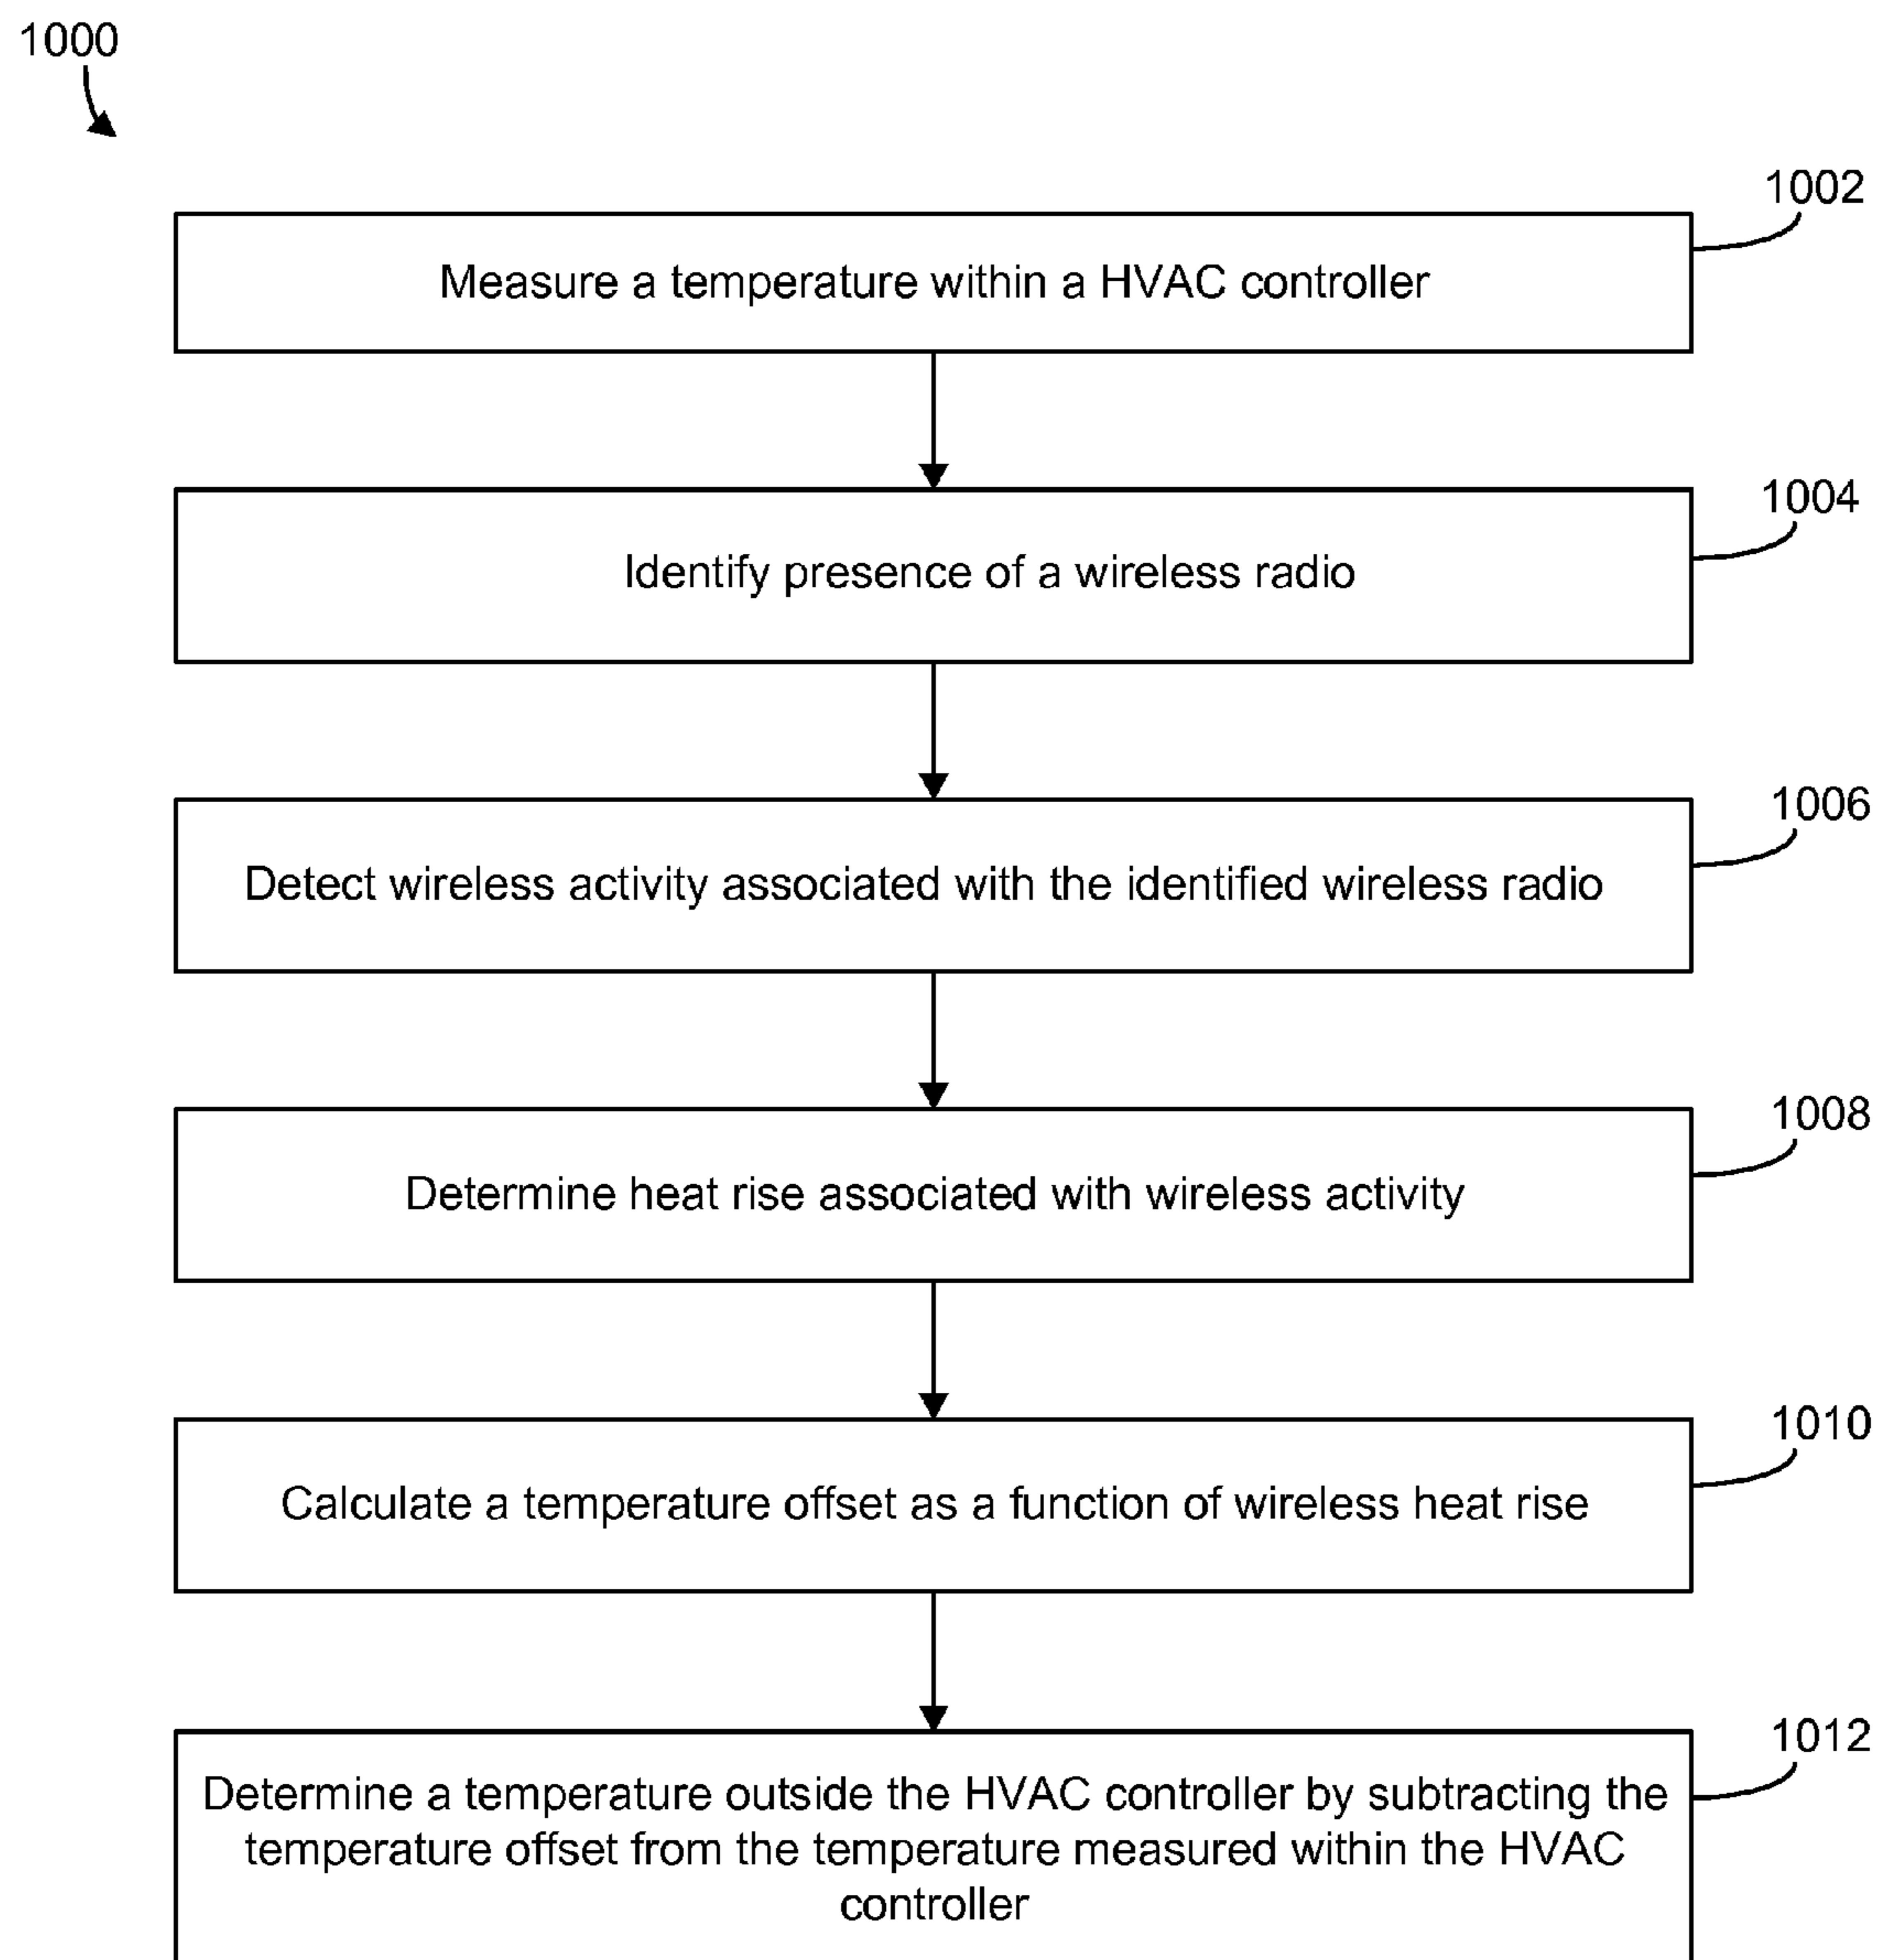 1000
1002
Measure a temperature within a HVAC controller
1004
Identify presence of a wireless radio
1006
Detect wireless activity associated with the identified wireless radio
1008
Determine heat rise associated with wireless activity
1010
Calculate a temperature offset as a function of wireless heat rise
1012
Determine a temperature outside the HVAC controller by subtracting the
temperature offset from the temperature measured within the HVAC
controller